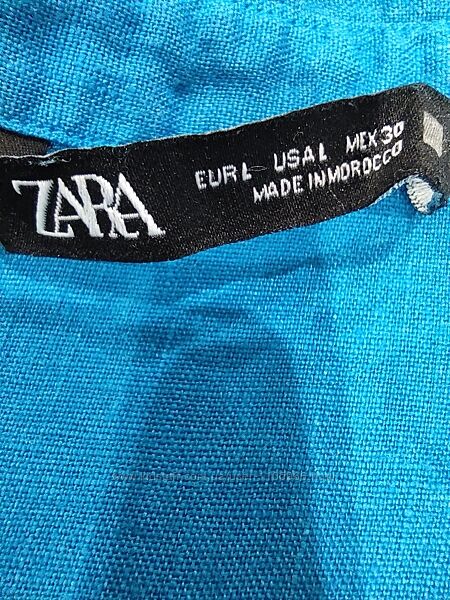 ZARA
EUR L USA L MEX 30
MADE IN MOROCCO